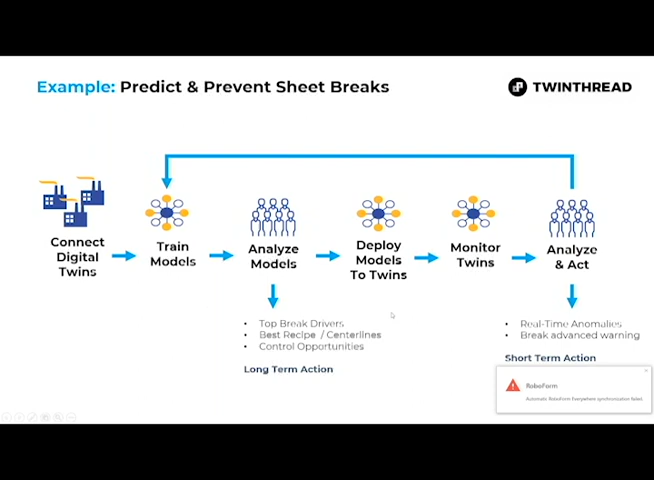 Example: Predict & Prevent Sheet Breaks
TWINTHREAD
Connect
Digital
Twins
Train
Models
Analyze
Models
Deploy
Models
To Twins
Monitor
Twins
Analyze
& Act
• Top Break Drivers
• Best Recipe / Centerlines
• Control Opportunities
Long Term Action
• Real-Time Anomalies
• Break advanced warning
Short Term Action
RoboForm
Automatic RoboForm Everywhere synchronization failed.